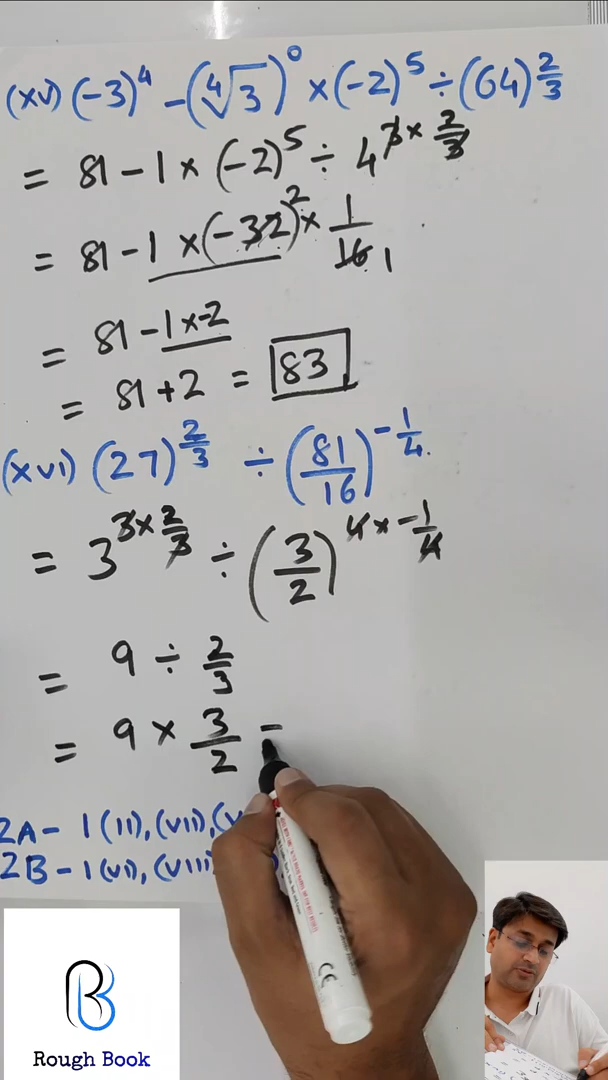 (xv) (-3)^4 - (∜3)^0 × (-2)^5 ÷ (64)^2/3
= 81 - 1 × (-2)^5 ÷ 4^3×2/3
= 81 - 1 × (-32)^2 × 1/16 1
= 81 - 1 × -2
= 81 + 2 = 83
(xvi) (27)^2/3 ÷ (81/16)^-1/4
= 3^3×2/3 ÷ (3/2)^4×-1/4
= 9 ÷ 2/3
= 9 × 3/2 =
2A - 1(ii), (vii),
2B - 1(vi), (viii)
CE
B
Rough Book